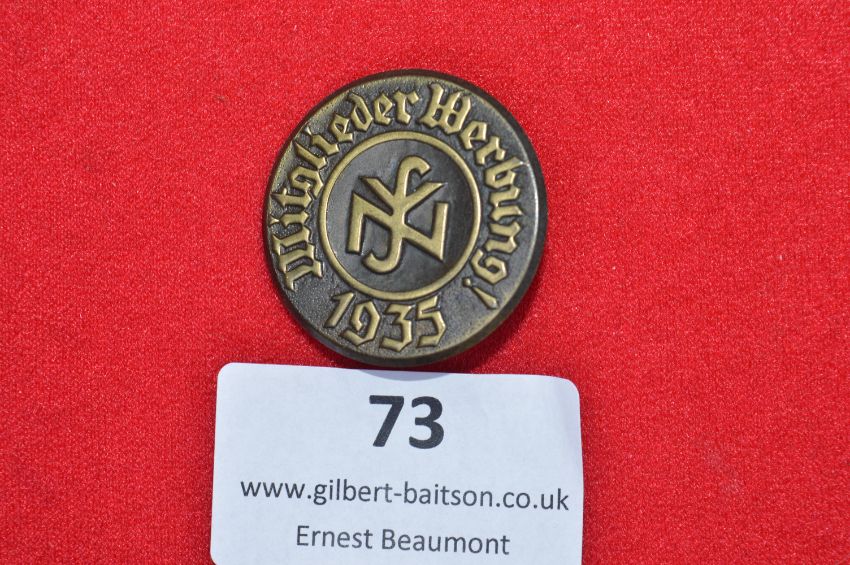 Mitglieder Werbung!
1935
73
www.gilbert-baitson.co.uk
Ernest Beaumont